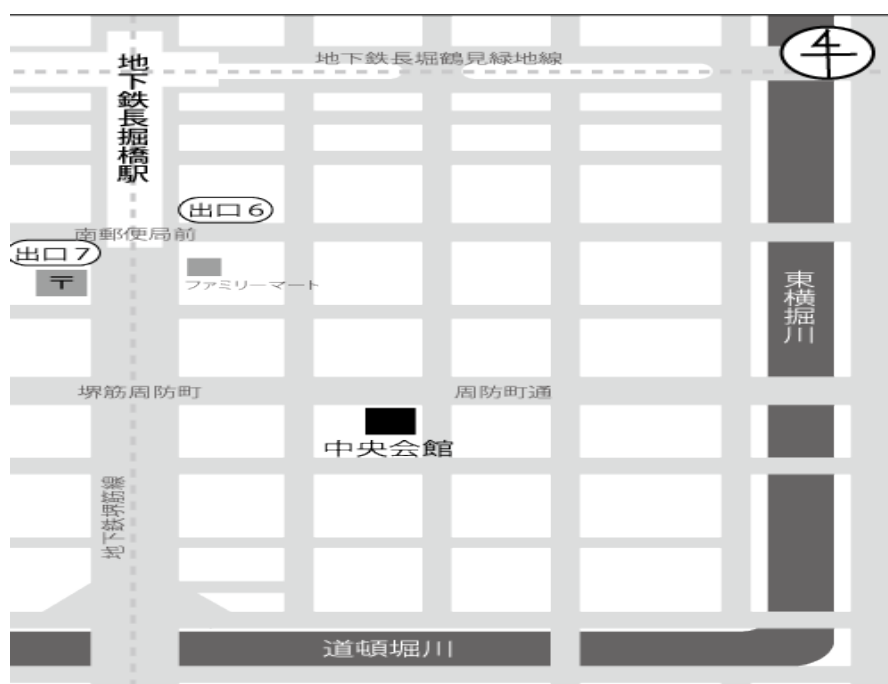 地下鉄長堀鶴見緑地線
地下鉄長堀橋駅
出口6
南郵便局前
出口7
〒
ファミリーマート
東横堀川
堺筋周防町
周防町通
中央会館
地下鉄堺筋線
道頓堀川